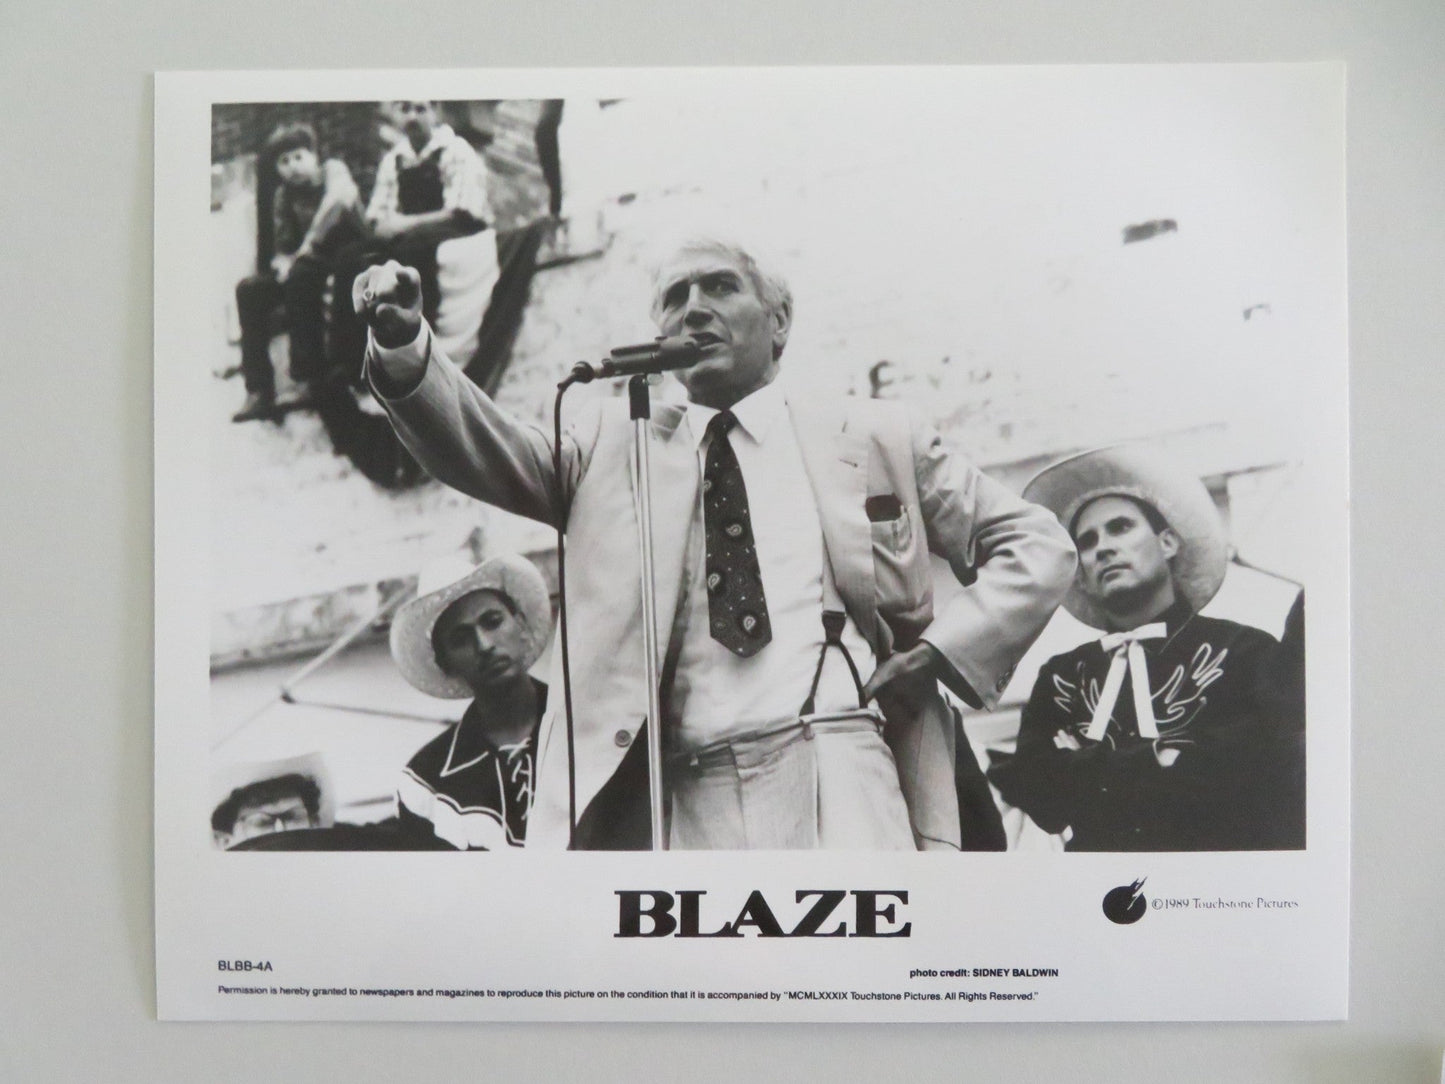 BLAZE
©1989 Touchstone Pictures
BLBB-4A
photo credit: SIDNEY BALDWIN
Permission is hereby granted to newspapers and magazines to reproduce this picture on the condition that it is accompanied by "MCMLXXXIX Touchstone Pictures. All Rights Reserved."